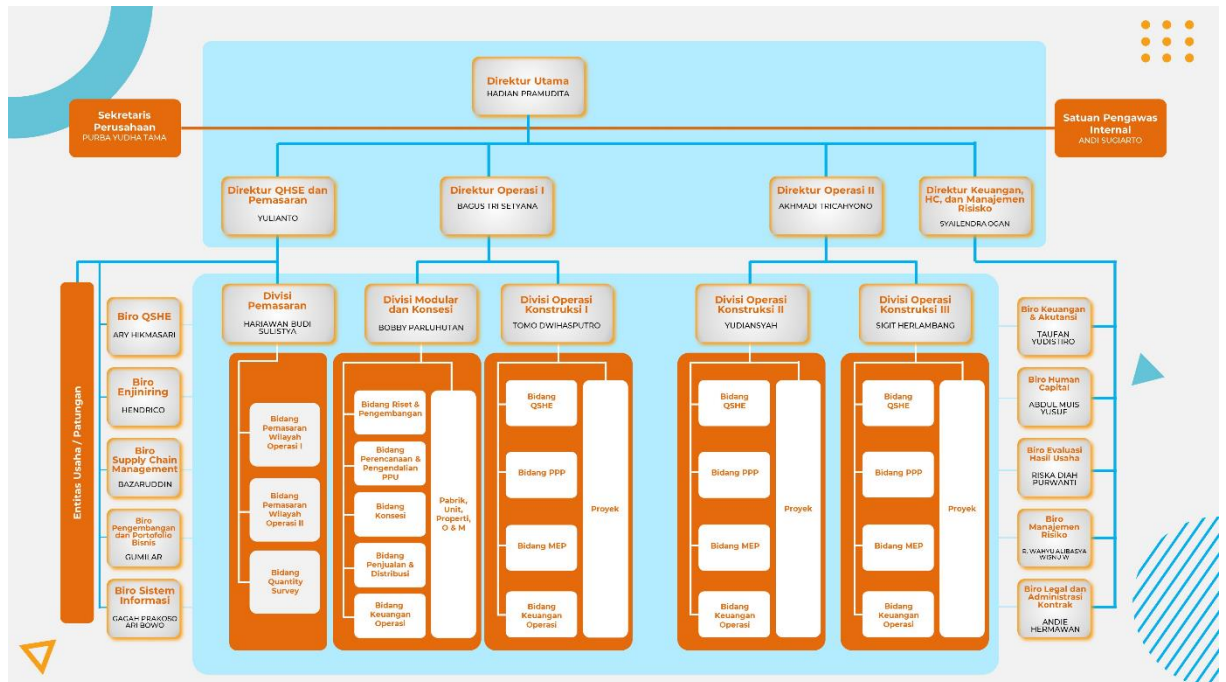 Direktur Utama
HADIAN PRAMUDITA
Sekretaris
Perusahaan
PURBA YUDHA TAMA
Satuan Pengawas
Internal
ANDI SUGIARTO
Direktur QHSE dan
Pemasaran
YULIANTO
Direktur Operasi I
BAGUS TRI SETYANA
Direktur Operasi II
AKHMADI TRICAHYONO
Direktur Keuangan,
HC, dan Manajemen
Risisko
SYAILENDRA OGAN
Entitas Usaha / Patungan
Biro QSHE
ARY HIKMASARI
Biro
Enjiniring
HENDRICO
Biro
Supply Chain
Management
BAZARUDDIN
Biro
Pengembangan
dan Portofolio
Bisnis
GUMILAR
Biro Sistem
Informasi
GAGAH PRAKOSO
ARI BOWO
Divisi
Pemasaran
HARIAWAN BUDI
SULISTYA
Bidang
Pemasaran
Wilayah
Operasi I
Bidang
Pemasaran
Wilayah
Operasi II
Bidang
Quantity
Survey
Divisi Modular
dan Konsesi
BOBBY PARLUHUTAN
Bidang Riset &
Pengembangan
Bidang
Perencanaan &
Pengendalian
PPU
Bidang
Konsesi
Bidang
Penjualan &
Distribusi
Bidang
Keuangan
Operasi
Pabrik,
Unit,
Properti,
O & M
Divisi Operasi
Konstruksi I
TOMO DWIHASPUTRO
Bidang
QSHE
Bidang PPP
Bidang MEP
Bidang
Keuangan
Operasi
Proyek
Divisi Operasi
Konstruksi II
YUDIANSYAH
Bidang
QSHE
Bidang PPP
Bidang MEP
Bidang
Keuangan
Operasi
Proyek
Divisi Operasi
Konstruksi III
SIGIT HERLAMBANG
Bidang
QSHE
Bidang PPP
Bidang MEP
Bidang
Keuangan
Operasi
Proyek
Biro Keuangan
& Akutansi
TAUFAN
YUDISTIRO
Biro Human
Capital
ABDUL MUIS
YUSUF
Biro Evaluasi
Hasil Usaha
RISKA DIAH
PURWANTI
Biro
Manajemen
Risiko
WAHYU ALIBASYA
WISNU W
Biro Legal dan
Administrasi
Kontrak
ANDIE
HERMAWAN